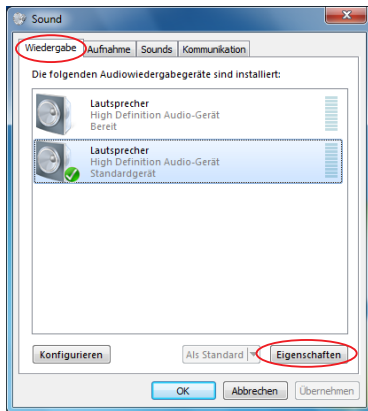 Sound
Wiedergabe Aufnahme Sounds Kommunikation
Die folgenden Audiowiedergabegeräte sind installiert:
Lautsprecher
High Definition Audio-Gerät
Bereit
Lautsprecher
High Definition Audio-Gerät
Standardgerät
Konfigurieren Als Standard Eigenschaften
OK Abbrechen Übernehmen